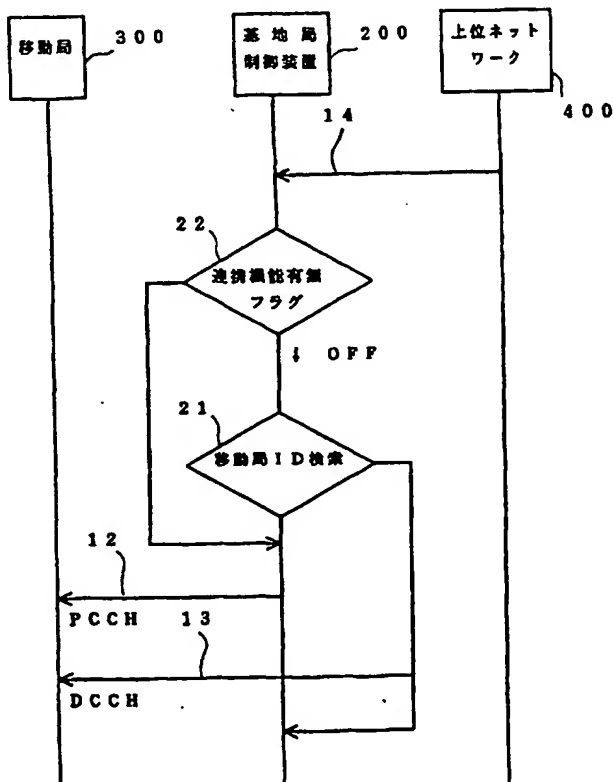 移動局
300
基地局
制御装置
200
上位ネット
ワーク
400
14
22
連携機能有無
フラグ
↓ OFF
21
移動局ID検索
12
PCCH
13
DCCH